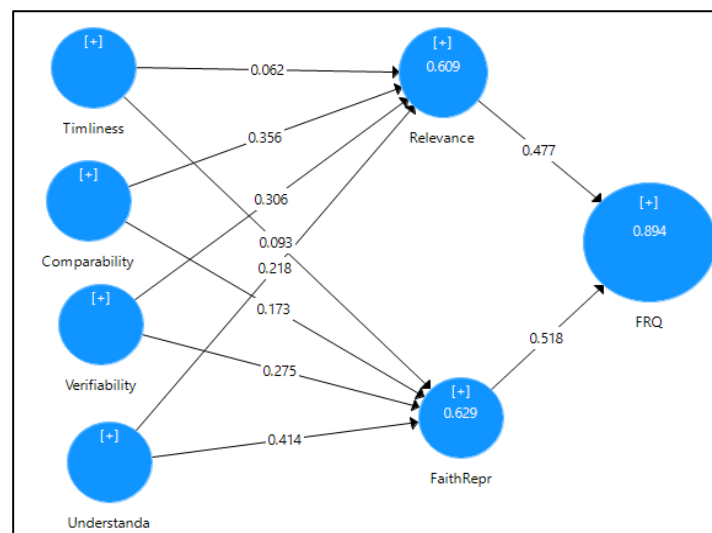 [+]
Timliness
[+]
Comparability
[+]
Verifiability
[+]
Understanda
0.062
0.356
0.306
0.093
0.218
0.173
0.275
0.414
[+]
0.609
Relevance
[+]
0.629
FaithRepr
0.477
0.518
[+]
0.894
FRQ